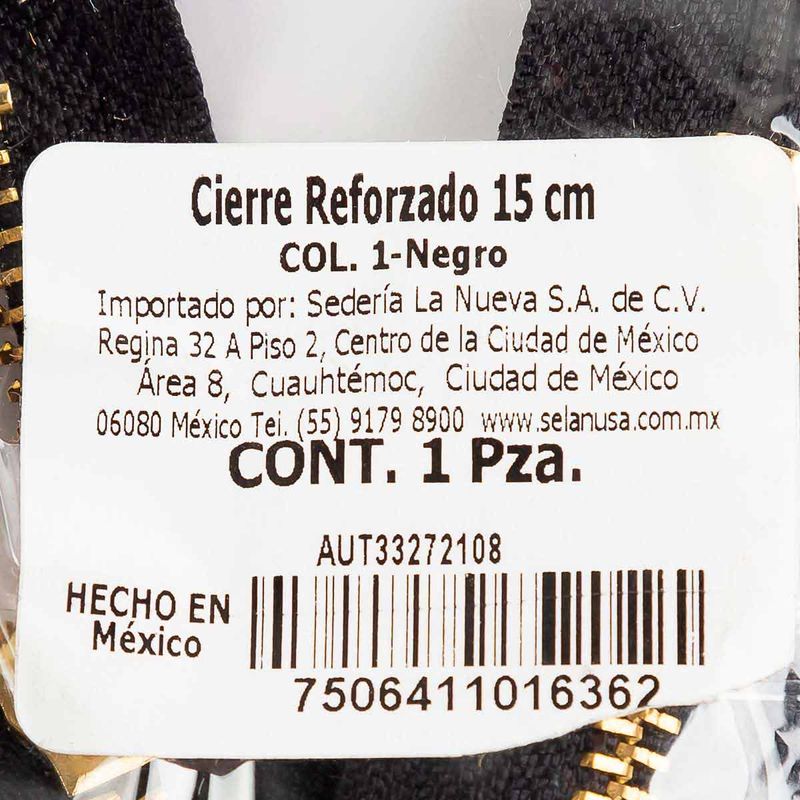 Cierre Reforzado 15 cm
COL. 1-Negro
Importado por: Sedería La Nueva S.A. de C.V.
Regina 32 A Piso 2, Centro de la Ciudad de México
Área 8, Cuauhtémoc, Ciudad de México
06080 México Tel. (55) 9179 8900 www.selanusa.com.mx
CONT. 1 Pza.
AUT33272108
HECHO EN
México
7506411016362